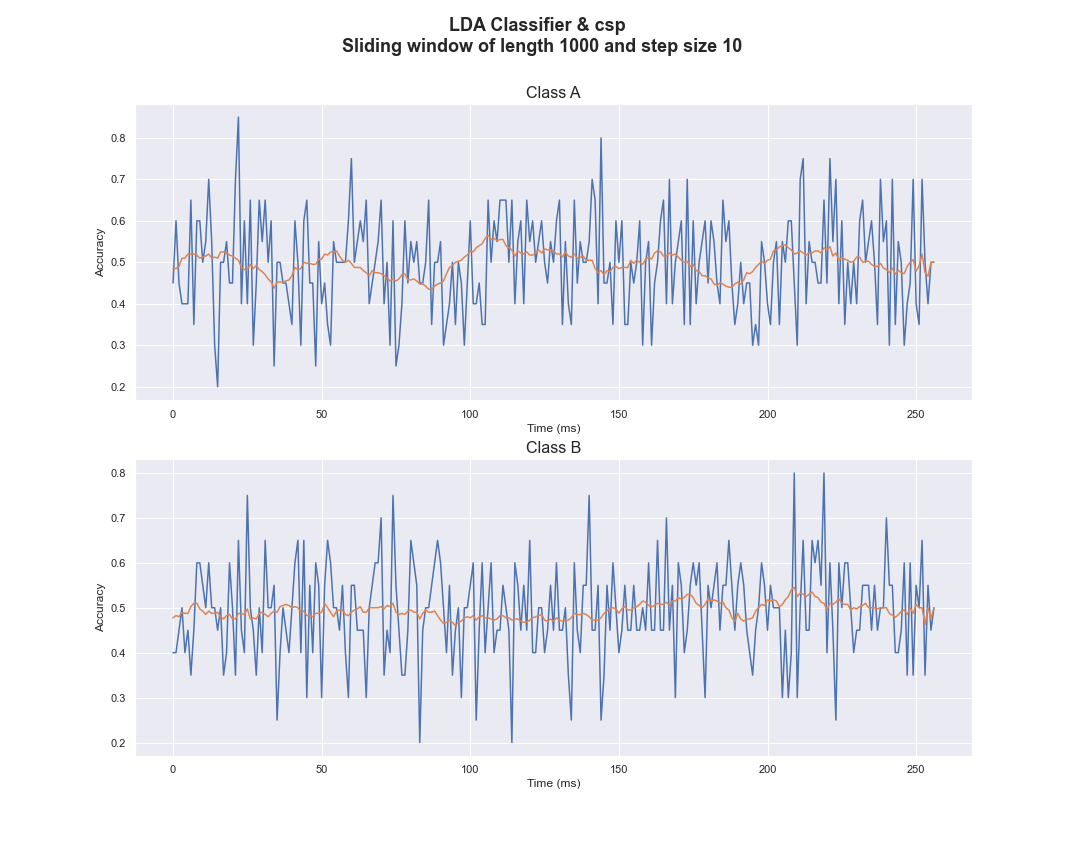 LDA Classifier & csp
Sliding window of length 1000 and step size 10
Class A
Accuracy
0.8
0.7
0.6
0.5
0.4
0.3
0.2
0 50 100 150 200 250
Time (ms)
Class B
Accuracy
0.8
0.7
0.6
0.5
0.4
0.3
0.2
0 50 100 150 200 250
Time (ms)